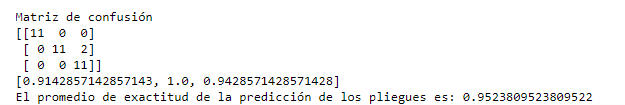 Matriz de confusión
[[11  0  0]
 [ 0 11  2]
 [ 0  0 11]]
[0.9142857142857143, 1.0, 0.9428571428571428]
El promedio de exactitud de la predicción de los pliegues es: 0.9523809523809522